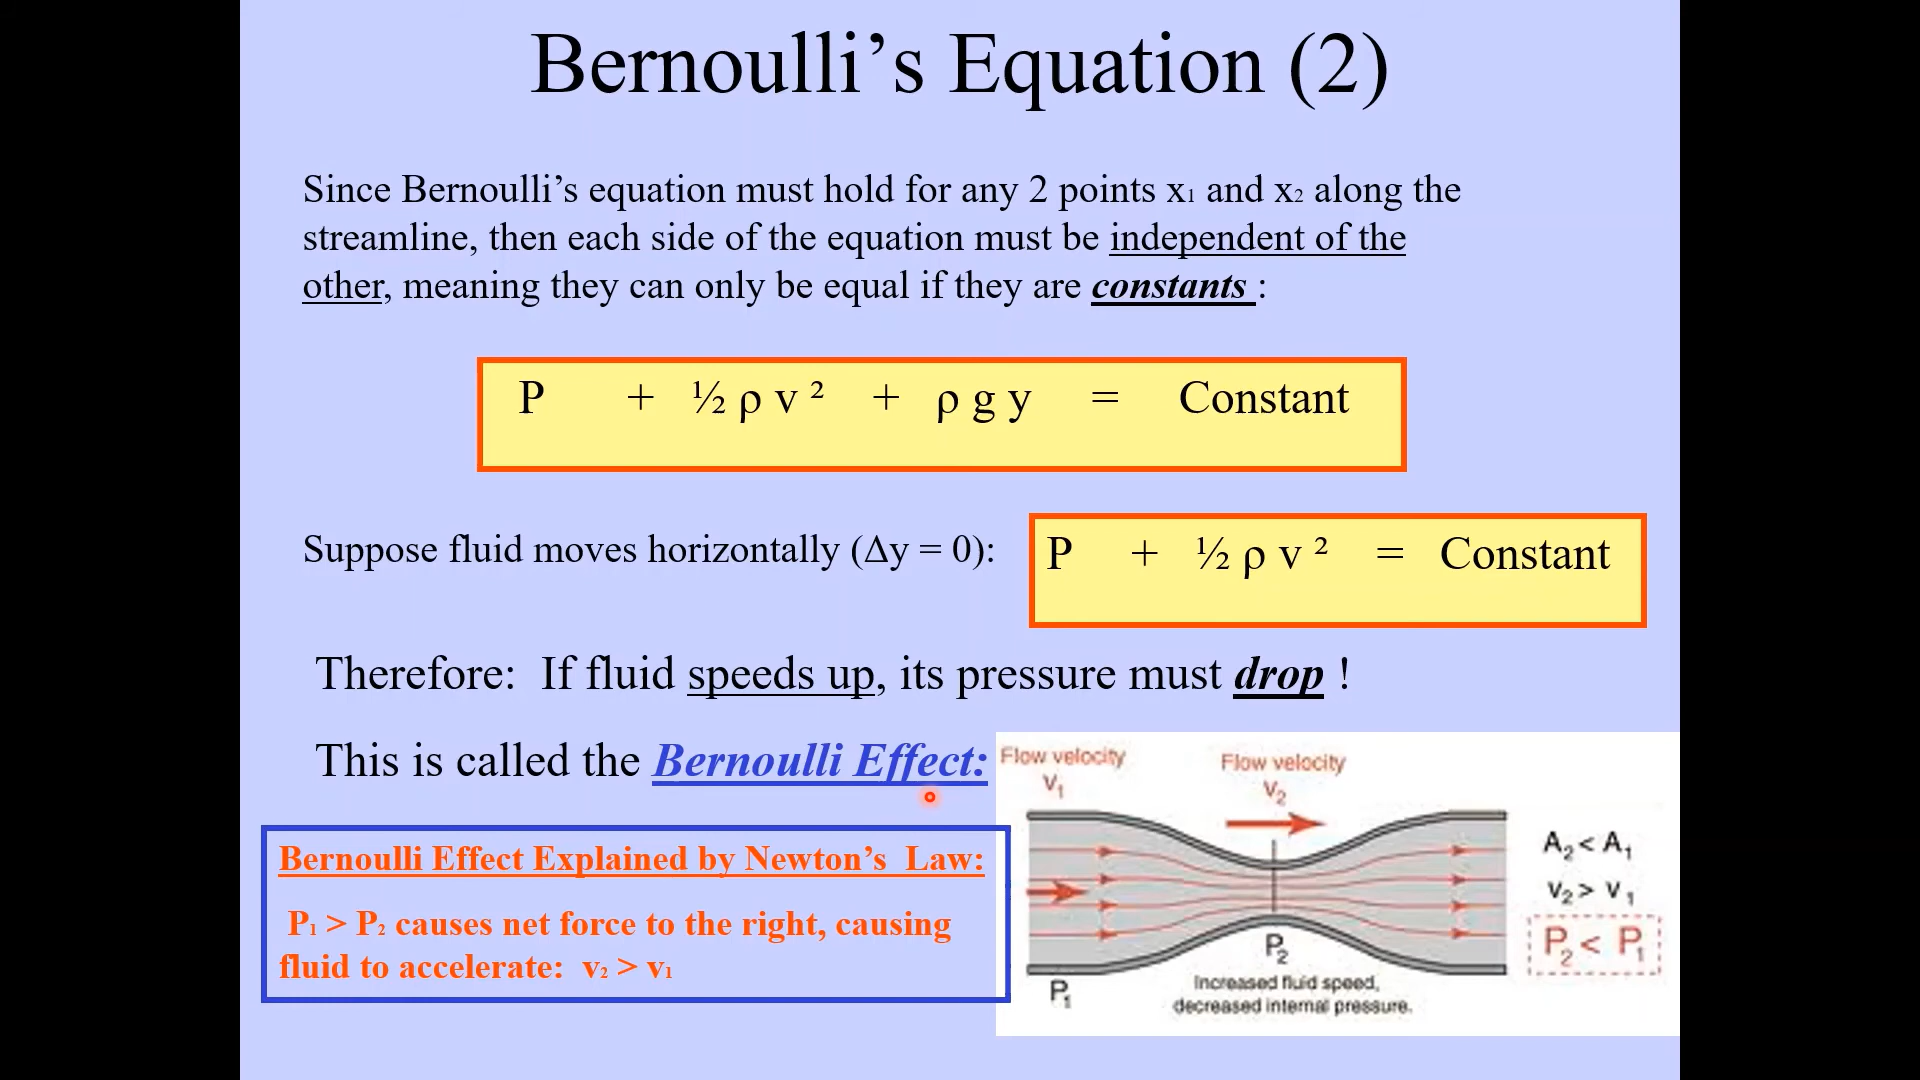 Bernoulli’s Equation (2)
Since Bernoulli’s equation must hold for any 2 points x₁ and x₂ along the
streamline, then each side of the equation must be independent of the
other, meaning they can only be equal if they are constants :
P + ½ ρ v ² + ρ g y = Constant
Suppose fluid moves horizontally (Δy = 0):
P + ½ ρ v ² = Constant
Therefore: If fluid speeds up, its pressure must drop !
This is called the Bernoulli Effect:
Bernoulli Effect Explained by Newton’s Law:
P₁ > P₂ causes net force to the right, causing
fluid to accelerate: v₂ > v₁
Flow velocity
v₁
Flow velocity
v₂
A₂ < A₁
v₂ > v₁
P₂ < P₁
P₂
P₁
Increased fluid speed,
decreased internal pressure.